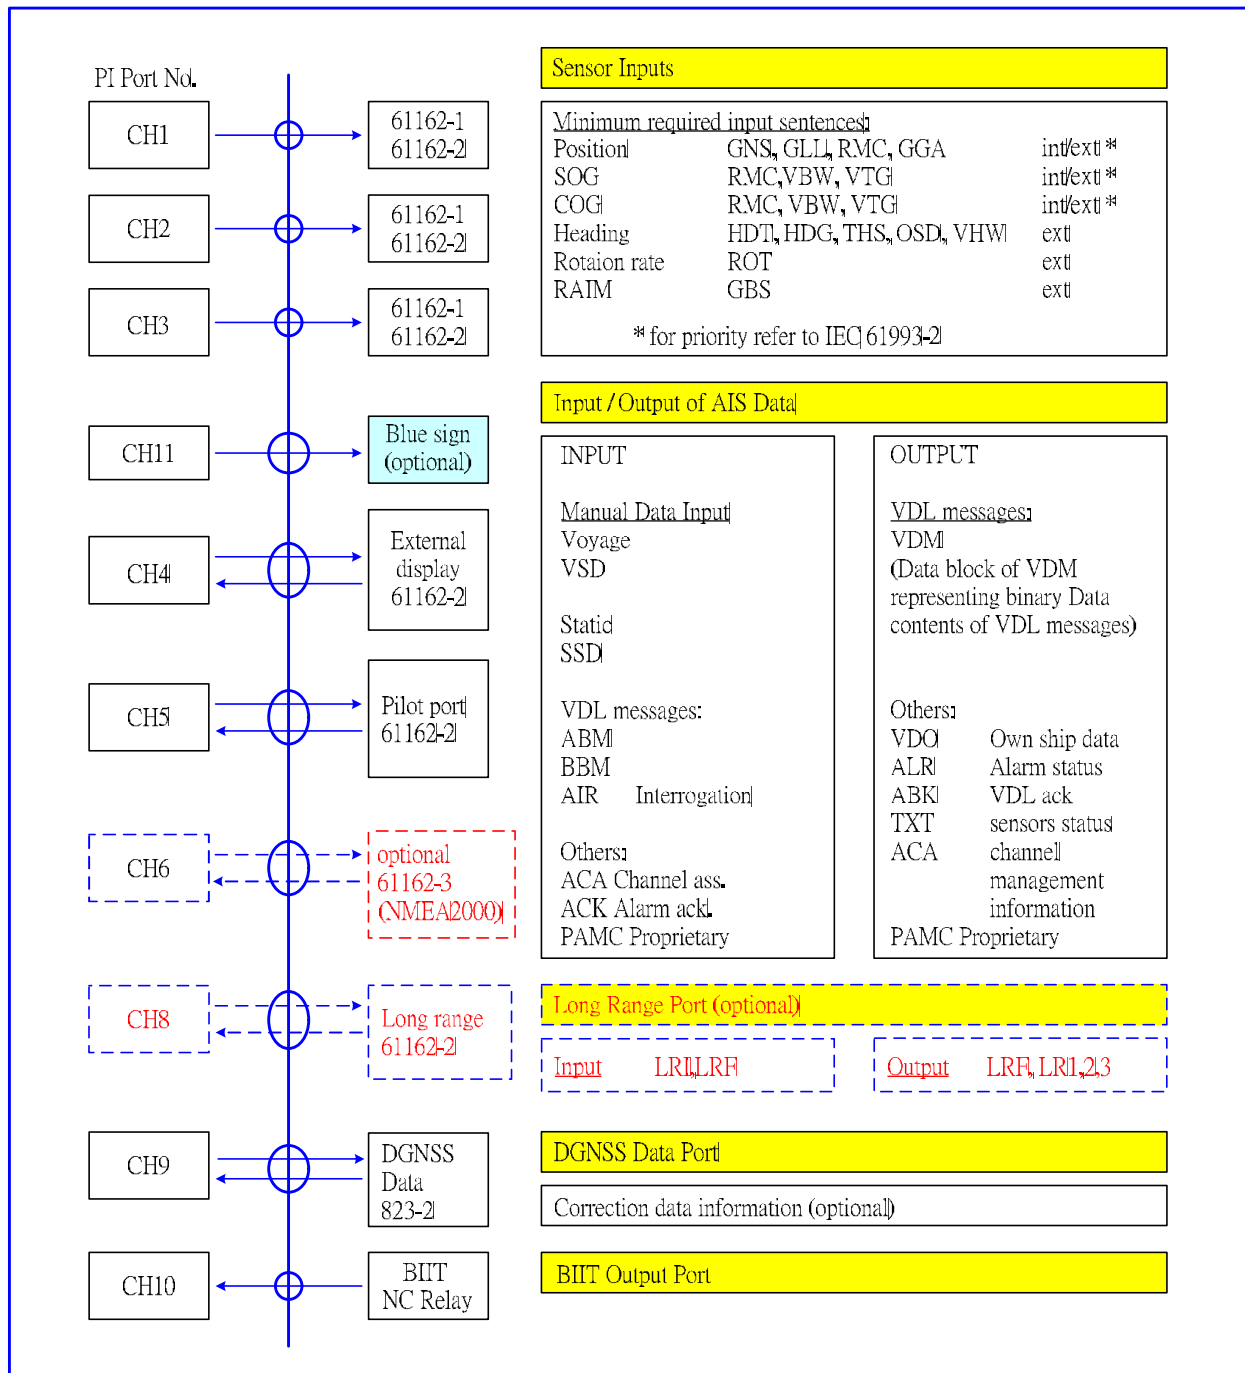 PI Port No.
CH1
61162-1
61162-2
CH2
61162-1
61162-2
CH3
61162-1
61162-2
CH11
Blue sign
(optional)
CH4
External
display
61162-2
CH5
Pilot port
61162-2
CH6
optional
61162-3
(NMEA2000)
CH8
Long range
61162-2
CH9
DGNSS
Data
823-2
CH10
BIIT
NC Relay
Sensor Inputs
Minimum required input sentences:
Position GNS, GLL, RMC, GGA int/ext *
SOG RMC,VBW, VTG int/ext *
COG RMC, VBW, VTG int/ext *
Heading HDT, HDG, THS, OSD, VHW ext
Rotaion rate ROT ext
RAIM GBS ext
* for priority refer to IEC 61993-2
Input / Output of AIS Data
INPUT
Manual Data Input
Voyage
VSD
Static
SSD
VDL messages:
ABM
BBM
AIR Interrogation
Others:
ACA Channel ass.
ACK Alarm ack.
PAMC Proprietary
OUTPUT
VDL messages:
VDM
(Data block of VDM
representing binary Data
contents of VDL messages)
Others:
VDO Own ship data
ALR Alarm status
ABK VDL ack
TXT sensors status
ACA channel
management
information
PAMC Proprietary
Long Range Port (optional)
Input LRI,LRF
Output LRF, LR1,2,3
DGNSS Data Port
Correction data information (optional)
BIIT Output Port